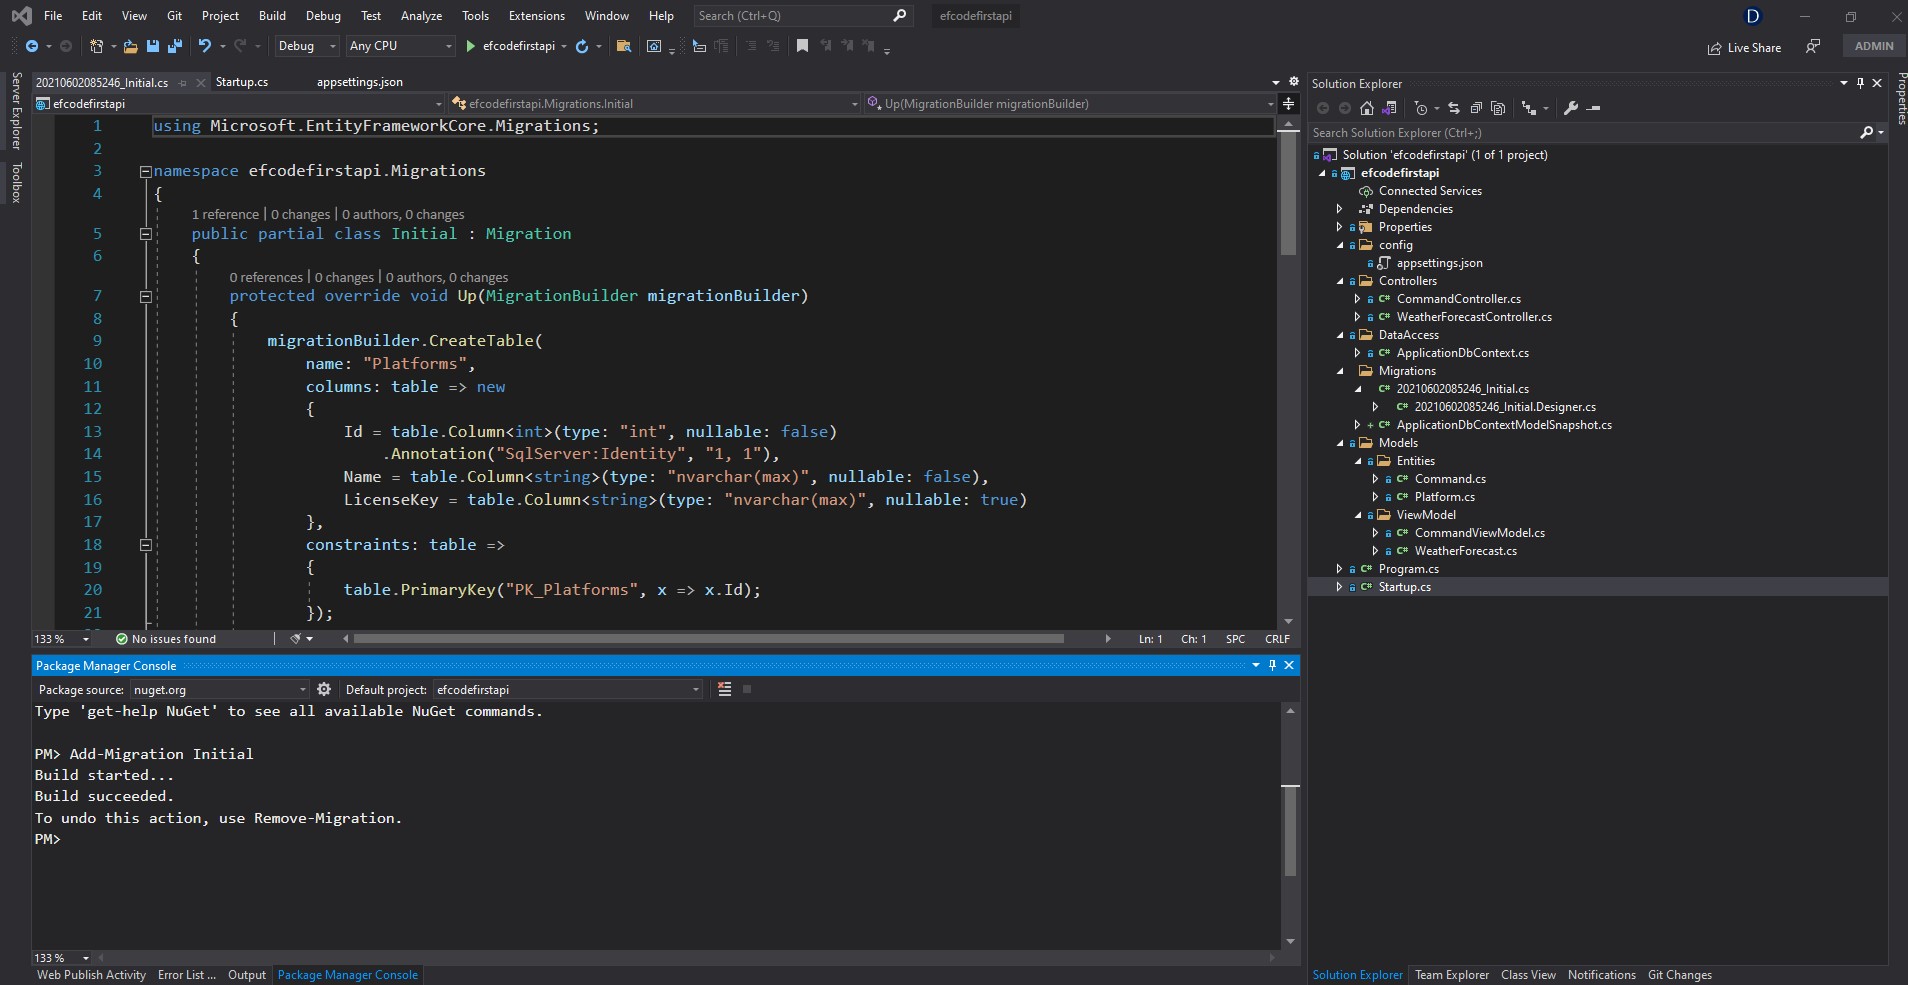 File Edit View Git Project Build Debug Test Analyze Tools Extensions Window Help Search (Ctrl+Q) efcodefirstapi D
Debug Any CPU efcodefirstapi Live Share ADMIN
Server Explorer
Toolbox
20210602085246_Initial.cs Startup.cs appsettings.json
efcodefirstapi efcodefirstapi.Migrations.Initial Up(MigrationBuilder migrationBuilder)
1 using Microsoft.EntityFrameworkCore.Migrations;
2
3 namespace efcodefirstapi.Migrations
4 {
1 reference | 0 changes | 0 authors, 0 changes
5 public partial class Initial : Migration
6 {
0 references | 0 changes | 0 authors, 0 changes
7 protected override void Up(MigrationBuilder migrationBuilder)
8 {
9 migrationBuilder.CreateTable(
10 name: "Platforms",
11 columns: table => new
12 {
13 Id = table.Column<int>(type: "int", nullable: false)
14 .Annotation("SqlServer:Identity", "1, 1"),
15 Name = table.Column<string>(type: "nvarchar(max)", nullable: false),
16 LicenseKey = table.Column<string>(type: "nvarchar(max)", nullable: true)
17 },
18 constraints: table =>
19 {
20 table.PrimaryKey("PK_Platforms", x => x.Id);
21 });
133 % No issues found Ln: 1 Ch: 1 SPC CRLF
Package Manager Console
Package source: nuget.org Default project: efcodefirstapi
Type 'get-help NuGet' to see all available NuGet commands.
PM> Add-Migration Initial
Build started...
Build succeeded.
To undo this action, use Remove-Migration.
PM>
133 %
Web Publish Activity Error List ... Output Package Manager Console
Solution Explorer
Search Solution Explorer (Ctrl+;)
Solution 'efcodefirstapi' (1 of 1 project)
efcodefirstapi
Connected Services
Dependencies
Properties
config
appsettings.json
Controllers
C# CommandController.cs
C# WeatherForecastController.cs
DataAccess
C# ApplicationDbContext.cs
Migrations
C# 20210602085246_Initial.cs
C# 20210602085246_Initial.Designer.cs
+ C# ApplicationDbContextModelSnapshot.cs
Models
Entities
C# Command.cs
C# Platform.cs
ViewModel
C# CommandViewModel.cs
C# WeatherForecast.cs
C# Program.cs
C# Startup.cs
Solution Explorer Team Explorer Class View Notifications Git Changes
Properties